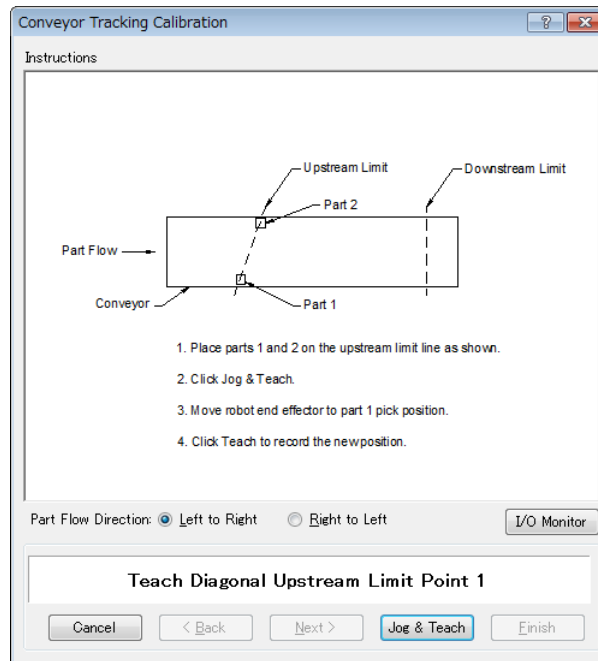 Conveyor Tracking Calibration
?
Instructions
Upstream Limit
Downstream Limit
Part 2
Part Flow
Conveyor
Part 1
1. Place parts 1 and 2 on the upstream limit line as shown.
2. Click Jog & Teach.
3. Move robot end effector to part 1 pick position.
4. Click Teach to record the newposition.
Part Flow Direction: Left to Right Right to Left I/O Monitor
Teach Diagonal Upstream Limit Point 1
Cancel < Back Next > Jog & Teach Finish